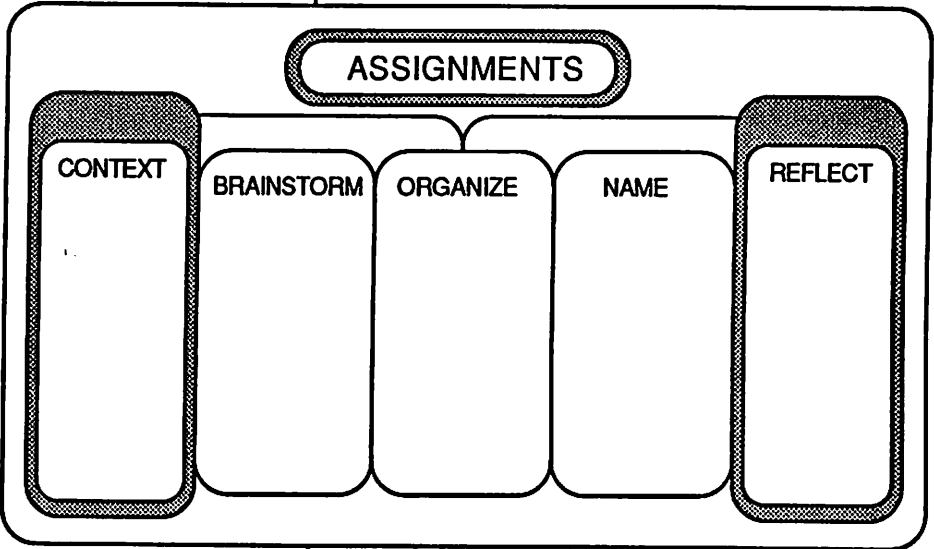 ASSIGNMENTS
CONTEXT
BRAINSTORM
ORGANIZE
NAME
REFLECT